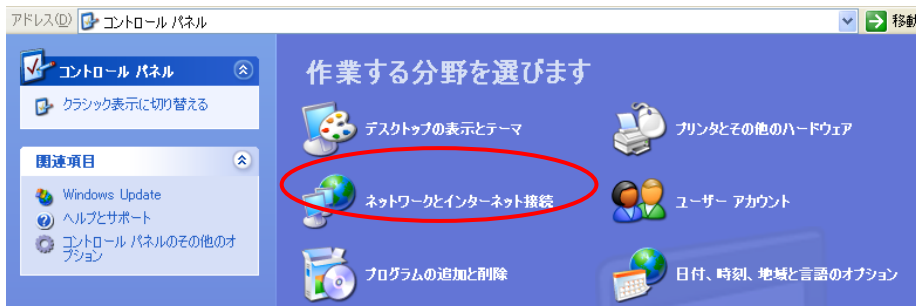 アドレス(D) コントロール パネル 移動
コントロール パネル
クラシック表示に切り替える
関連項目
Windows Update
ヘルプとサポート
コントロール パネルのその他のオ
プション
作業する分野を選びます
デスクトップの表示とテーマ
プリンタとその他のハードウェア
ネットワークとインターネット接続
ユーザー アカウント
プログラムの追加と削除
日付、時刻、地域と言語のオプション